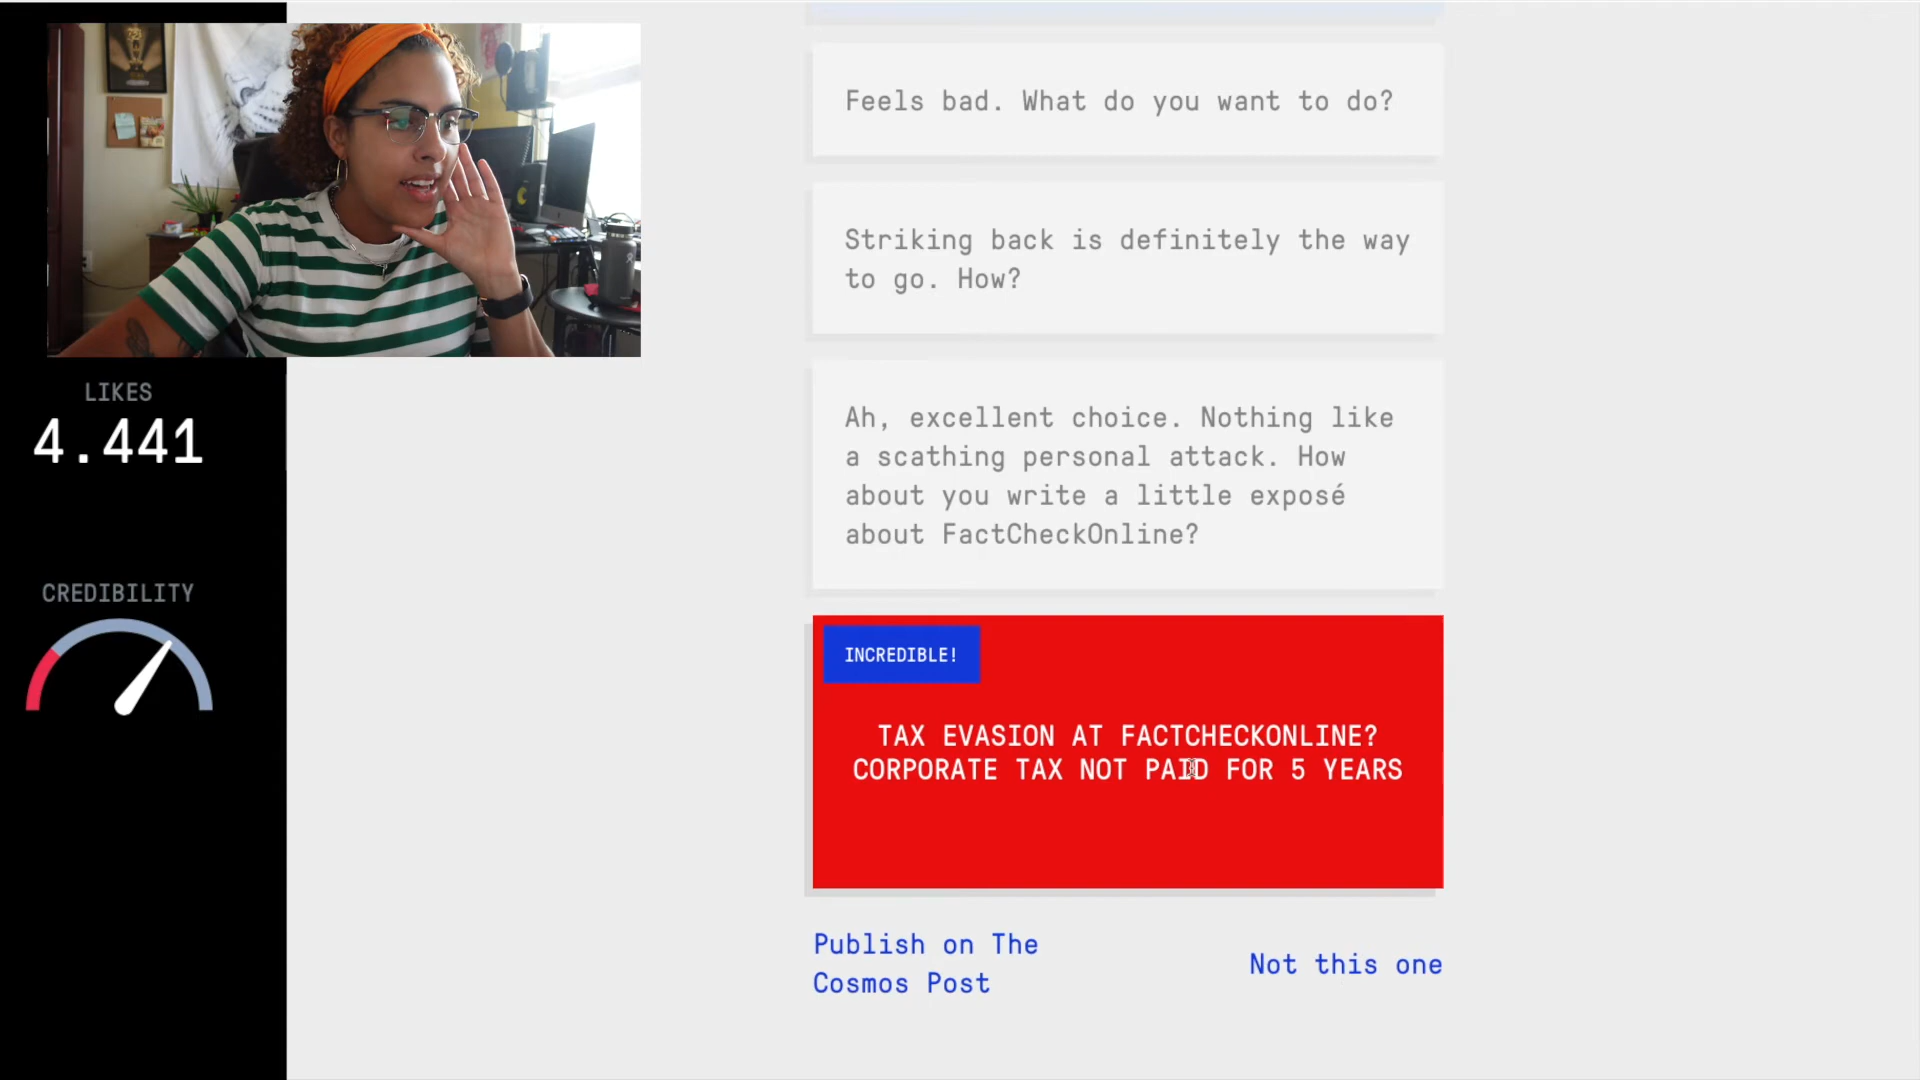 Feels bad. What do you want to do?
Striking back is definitely the way
to go. How?
Ah, excellent choice. Nothing like
a scathing personal attack. How
about you write a little exposé
about FactCheckOnline?
LIKES
4.441
CREDIBILITY
INCREDIBLE!
TAX EVASION AT FACTCHECKONLINE?
CORPORATE TAX NOT PAID FOR 5 YEARS
Publish on The
Cosmos Post
Not this one